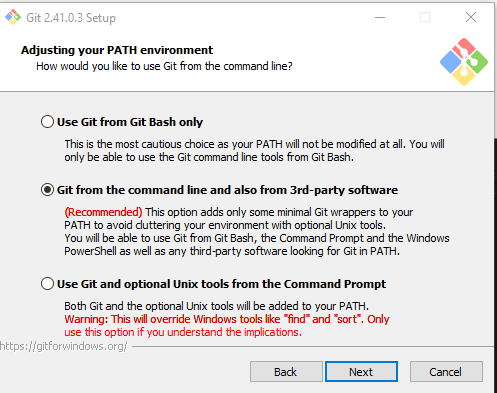 Git 2.41.0.3 Setup
Adjusting your PATH environment
How would you like to use Git from the command line?
Use Git from Git Bash only
This is the most cautious choice as your PATH will not be modified at all. You will
only be able to use the Git command line tools from Git Bash.
Git from the command line and also from 3rd-party software
(Recommended) This option adds only some minimal Git wrappers to your
PATH to avoid cluttering your environment with optional Unix tools.
You will be able to use Git from Git Bash, the Command Prompt and the Windows
PowerShell as well as any third-party software looking for Git in PATH.
Use Git and optional Unix tools from the Command Prompt
Both Git and the optional Unix tools will be added to your PATH.
Warning: This will override Windows tools like "find" and "sort". Only
use this option if you understand the implications.
https://gitforwindows.org/
Back Next Cancel